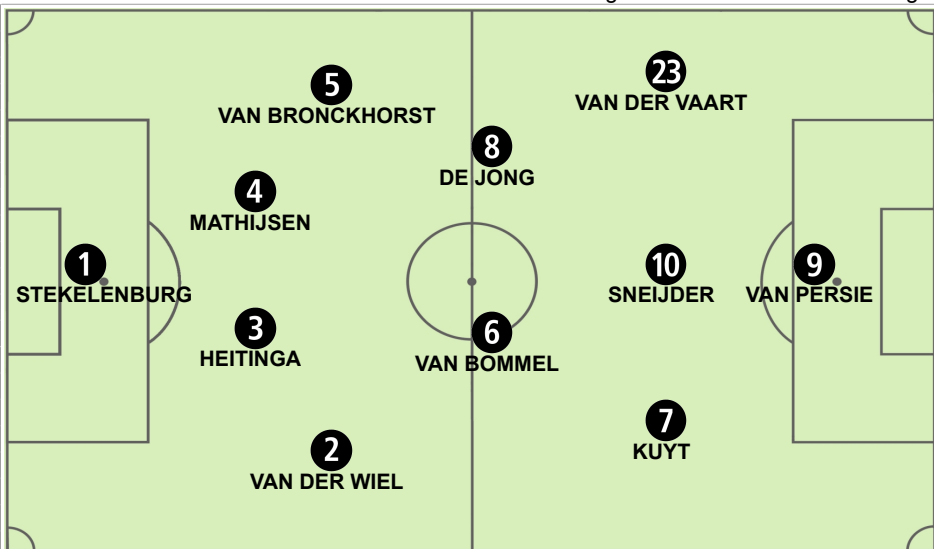 5
VAN BRONCKHORST
23
VAN DER VAART
8
DE JONG
4
MATHIJSEN
1
STEKELENBURG
10
SNEIJDER
9
VAN PERSIE
3
HEITINGA
6
VAN BOMMEL
7
KUYT
2
VAN DER WIEL